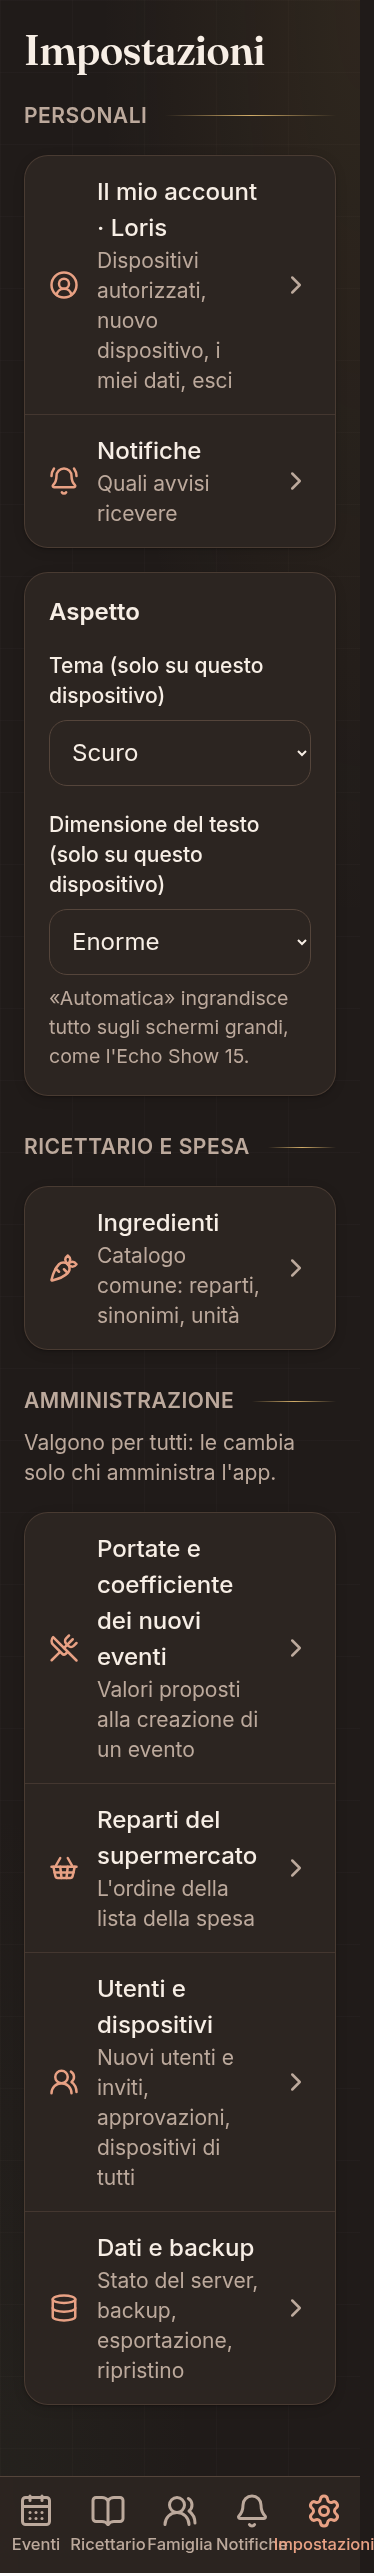 Impostazioni
PERSONALI
Il mio account
· Loris
Dispositivi
autorizzati,
nuovo
dispositivo, i
miei dati, esci
Notifiche
Quali avvisi
ricevere
Aspetto
Tema (solo su questo
dispositivo)
Scuro
Dimensione del testo
(solo su questo
dispositivo)
Enorme
«Automatica» ingrandisce
tutto sugli schermi grandi,
come l'Echo Show 15.
RICETTARIO E SPESA
Ingredienti
Catalogo
comune: reparti,
sinonimi, unità
AMMINISTRAZIONE
Valgono per tutti: le cambia
solo chi amministra l'app.
Portate e
coefficiente
dei nuovi
eventi
Valori proposti
alla creazione di
un evento
Reparti del
supermercato
L'ordine della
lista della spesa
Utenti e
dispositivi
Nuovi utenti e
inviti,
approvazioni,
dispositivi di
tutti
Dati e backup
Stato del server,
backup,
esportazione,
ripristino
Eventi Ricettario Famiglia Notifiche Impostazioni